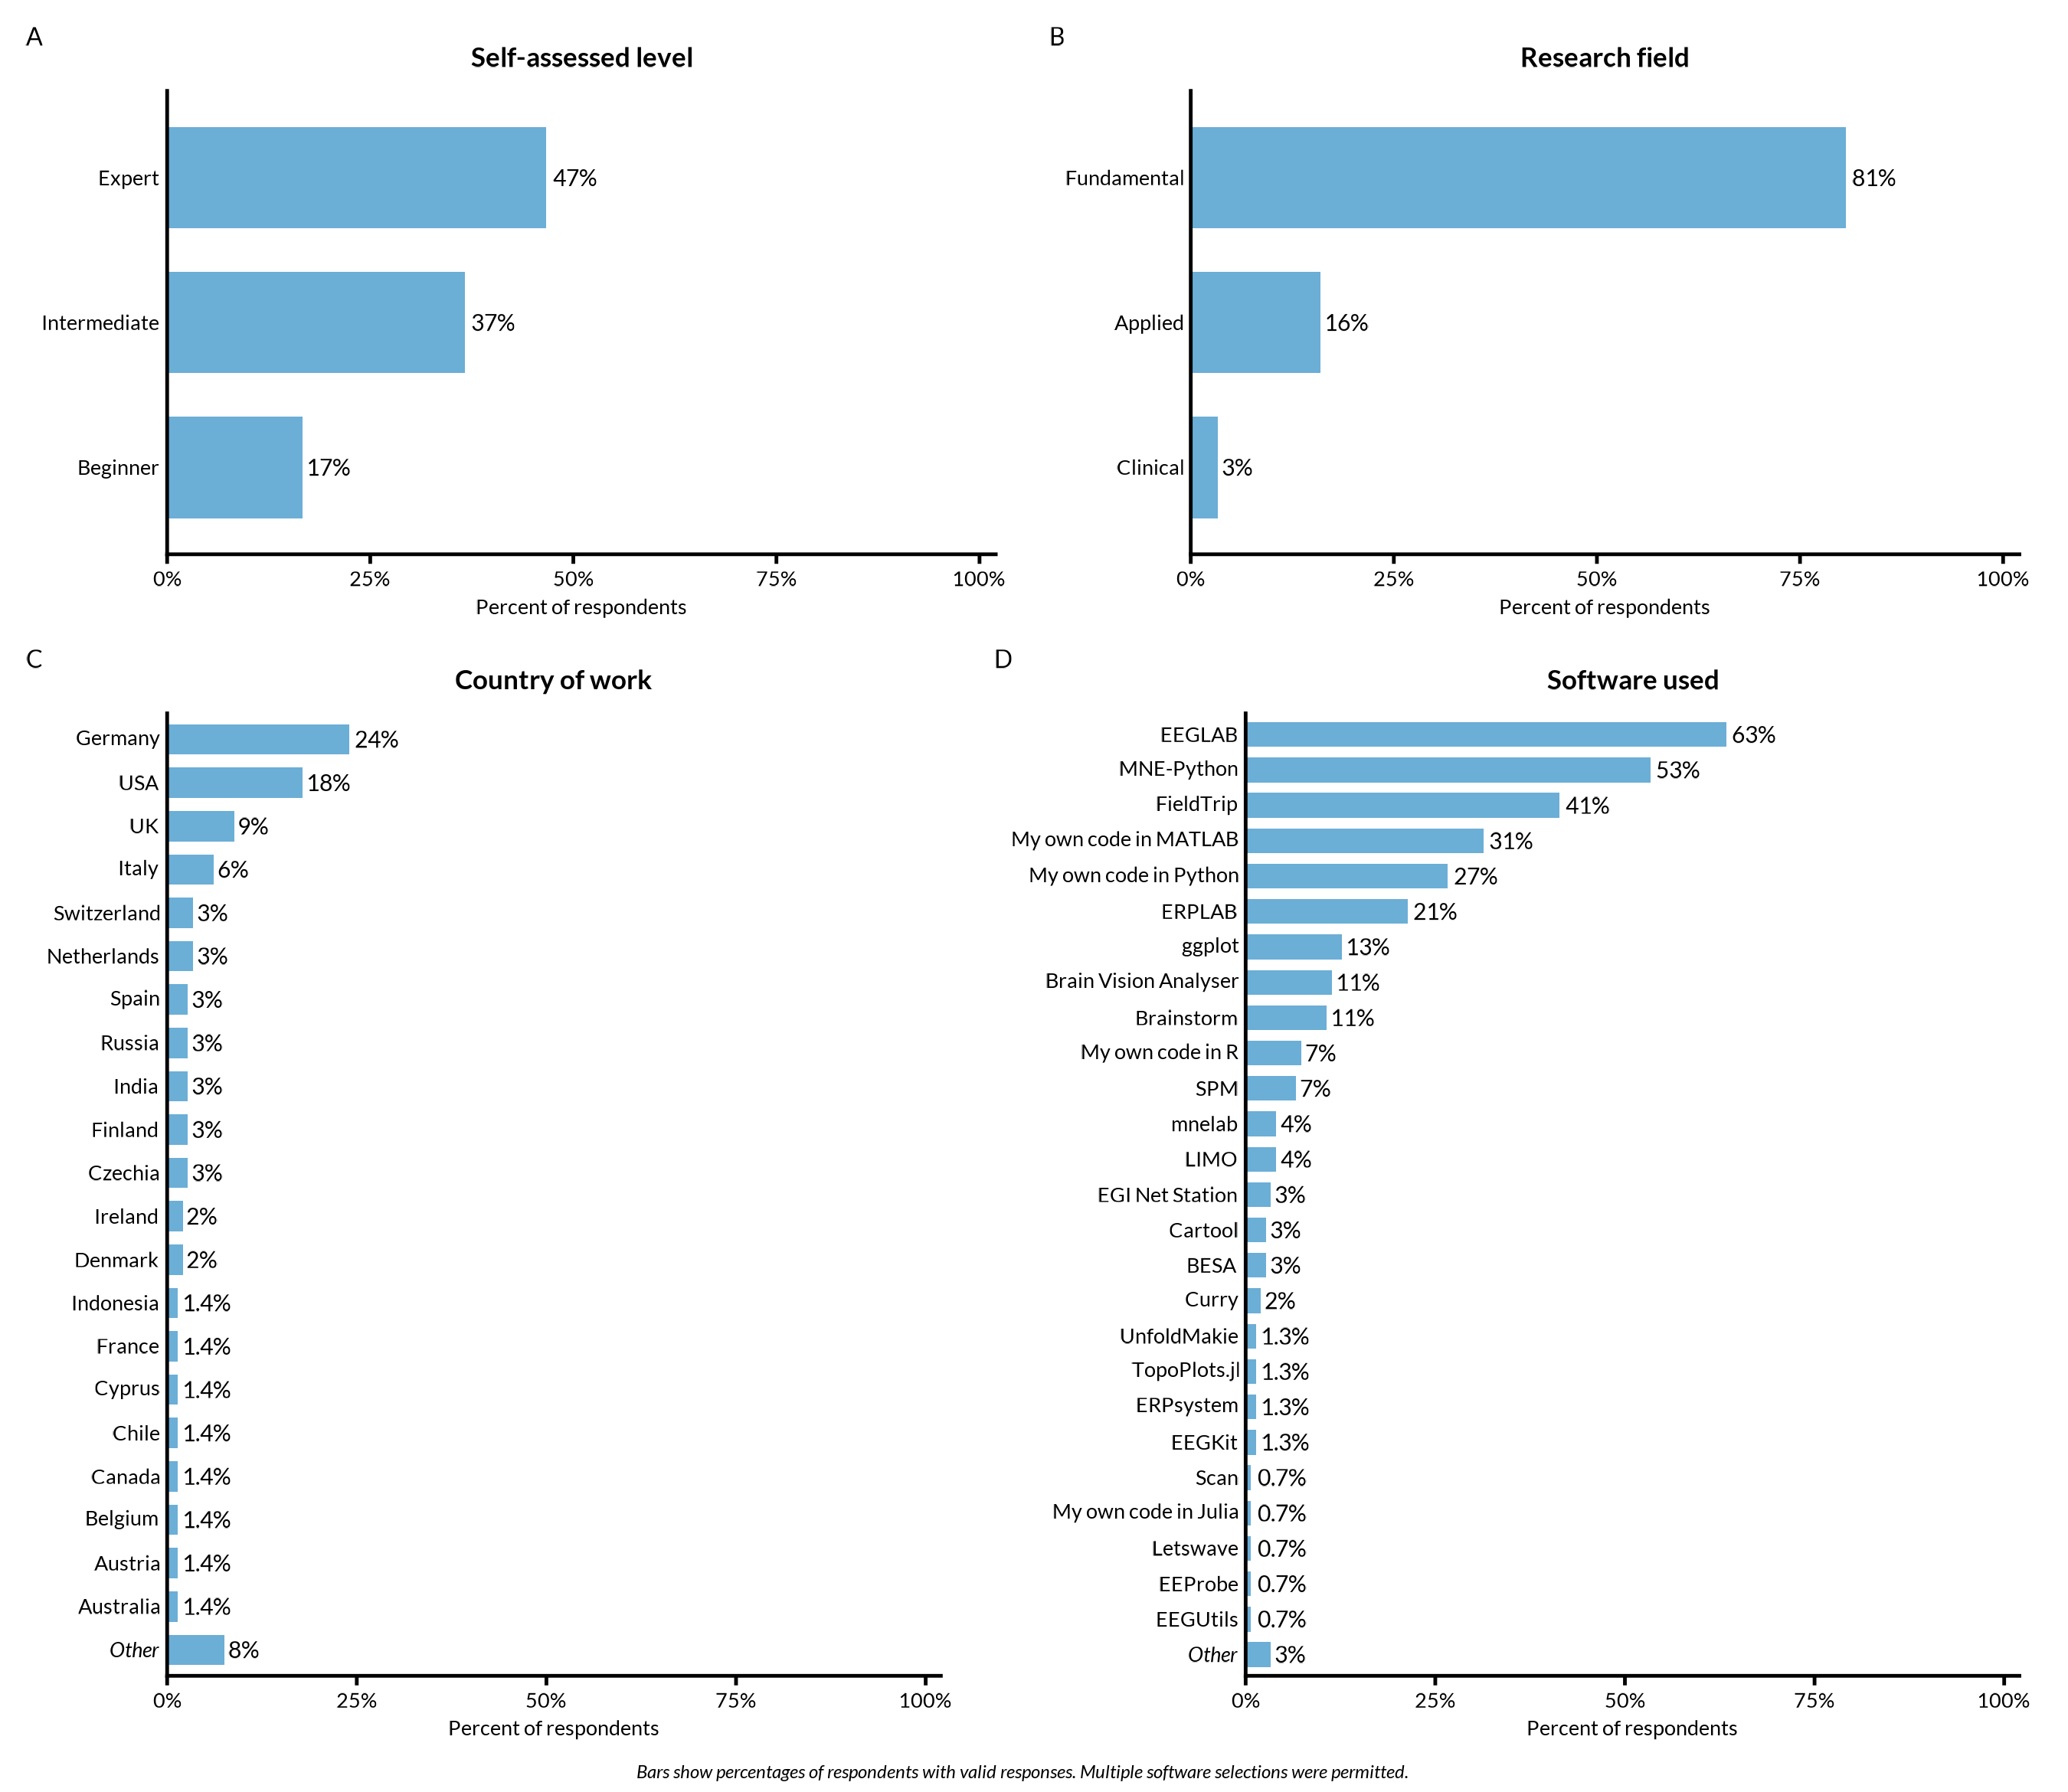 A
Self-assessed level
Expert 47%
Intermediate 37%
Beginner 17%
0% 25% 50% 75% 100%
Percent of respondents
B
Research field
Fundamental 81%
Applied 16%
Clinical 3%
0% 25% 50% 75% 100%
Percent of respondents
C
Country of work
Germany 24%
USA 18%
UK 9%
Italy 6%
Switzerland 3%
Netherlands 3%
Spain 3%
Russia 3%
India 3%
Finland 3%
Czechia 3%
Ireland 2%
Denmark 2%
Indonesia 1.4%
France 1.4%
Cyprus 1.4%
Chile 1.4%
Canada 1.4%
Belgium 1.4%
Austria 1.4%
Australia 1.4%
Other 8%
0% 25% 50% 75% 100%
Percent of respondents
D
Software used
EEGLAB 63%
MNE-Python 53%
FieldTrip 41%
My own code in MATLAB 31%
My own code in Python 27%
ERPLAB 21%
ggplot 13%
Brain Vision Analyser 11%
Brainstorm 11%
My own code in R 7%
SPM 7%
mnelab 4%
LIMO 4%
EGI Net Station 3%
Cartool 3%
BESA 3%
Curry 2%
UnfoldMakie 1.3%
TopoPlots.jl 1.3%
ERPsystem 1.3%
EEGKit 1.3%
Scan 0.7%
My own code in Julia 0.7%
Letswave 0.7%
EEProbe 0.7%
EEGUtils 0.7%
Other 3%
0% 25% 50% 75% 100%
Percent of respondents
Bars show percentages of respondents with valid responses. Multiple software selections were permitted.